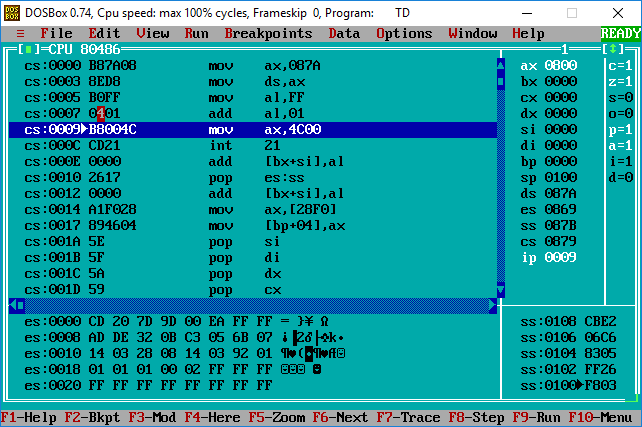 DOSBox 0.74, Cpu speed: max 100% cycles, Frameskip 0, Program: TD
≡ File Edit View Run Breakpoints Data Options Window Help READY
[■]=CPU 80486 1 [↕]
cs:0000 B87A08 mov ax,087A ax 0800 c=1
cs:0003 8ED8 mov ds,ax bx 0000 z=1
cs:0005 B0FF mov al,FF cx 0000 s=0
cs:0007 0401 add al,01 dx 0000 o=0
cs:0009►B8004C mov ax,4C00 si 0000 p=1
cs:000C CD21 int 21 di 0000 a=1
cs:000E 0000 add [bx+si],al bp 0000 i=1
cs:0010 2617 pop es:ss sp 0100 d=0
cs:0012 0000 add [bx+si],al ds 087A
cs:0014 A1F028 mov ax,[28F0] es 0869
cs:0017 894604 mov [bp+04],ax ss 087B
cs:001A 5E pop si cs 0879
cs:001B 5F pop di ip 0009
cs:001C 5A pop dx
cs:001D 59 pop cx
es:0000 CD 20 7D 9D 00 EA FF FF = }¥ Ω ss:0108 CBE2
es:0008 AD DE 32 0B C3 05 6B 07 ¡▐2♂├♣k• ss:0106 06C6
es:0010 14 03 28 08 14 03 92 01 ¶♥(◘¶♥Æ☺ ss:0104 8305
es:0018 01 01 01 00 02 FF FF FF ☺☺☺ ☻ ss:0102 FF26
es:0020 FF FF FF FF FF FF FF FF ss:0100►F803
F1-Help F2-Bkpt F3-Mod F4-Here F5-Zoom F6-Next F7-Trace F8-Step F9-Run F10-Menu